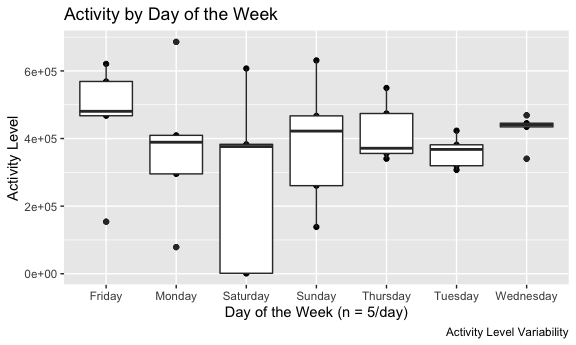 Activity by Day of the Week
Activity Level
6e+05
4e+05
2e+05
0e+00
Friday Monday Saturday Sunday Thursday Tuesday Wednesday
Day of the Week (n = 5/day)
Activity Level Variability